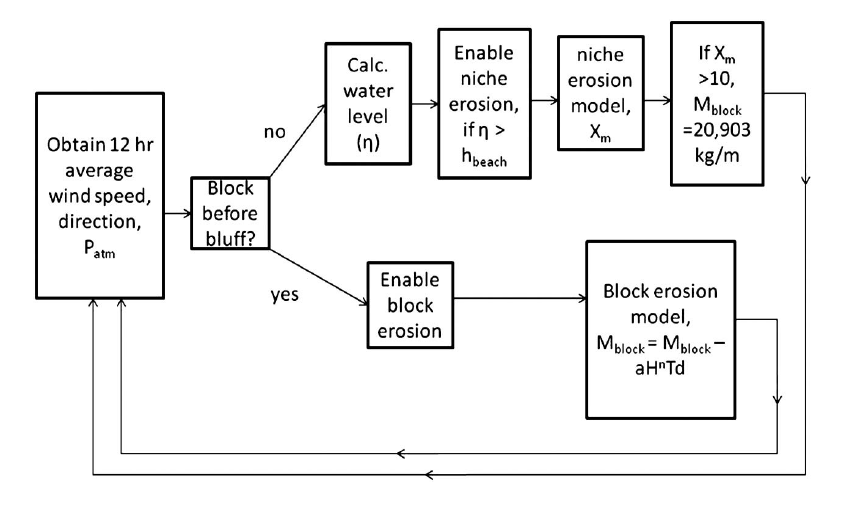 Obtain 12 hr
average
wind speed,
direction,
Patm
Block
before
bluff?
no
yes
Calc.
water
level
(η)
Enable
niche
erosion,
if η >
hbeach
niche
erosion
model,
Xm
If Xm
>10,
Mblock
=20,903
kg/m
Enable
block
erosion
Block erosion
model,
Mblock = Mblock –
aHⁿTd